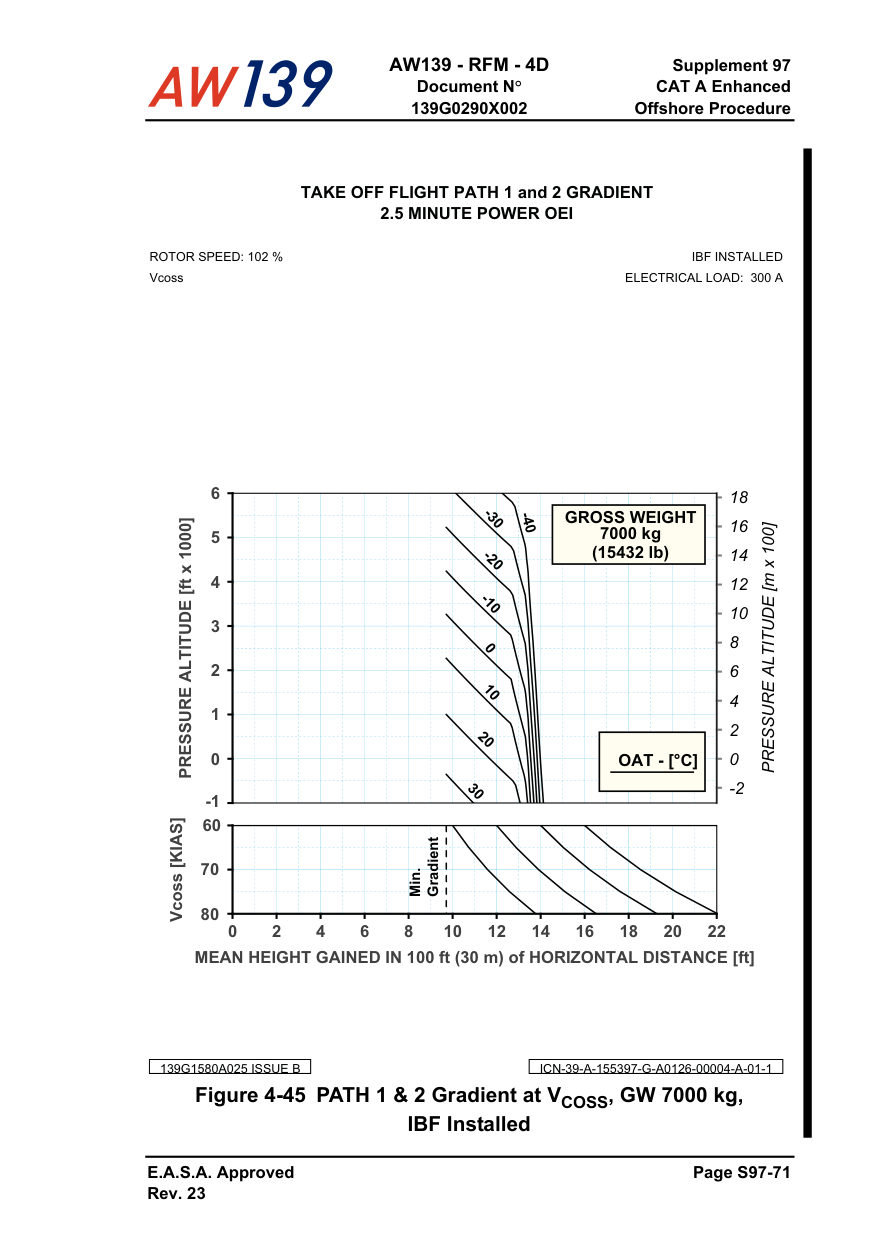 AW139
AW139 - RFM - 4D
Document N°
139G0290X002
Supplement 97
CAT A Enhanced
Offshore Procedure
TAKE OFF FLIGHT PATH 1 and 2 GRADIENT
2.5 MINUTE POWER OEI
ROTOR SPEED: 102 %
IBF INSTALLED
Vcoss
ELECTRICAL LOAD: 300 A
PRESSURE ALTITUDE [ft x 1000]
6
5
4
3
2
1
0
-1
-40
-30
-20
-10
0
10
20
30
GROSS WEIGHT
7000 kg
(15432 lb)
OAT - [°C]
18
16
14
12
10
8
6
4
2
0
-2
PRESSURE ALTITUDE [m x 100]
Vcoss [KIAS]
60
70
80
Min.
Gradient
0 2 4 6 8 10 12 14 16 18 20 22
MEAN HEIGHT GAINED IN 100 ft (30 m) of HORIZONTAL DISTANCE [ft]
139G1580A025 ISSUE B
ICN-39-A-155397-G-A0126-00004-A-01-1
Figure 4-45 PATH 1 & 2 Gradient at VCOSS, GW 7000 kg,
IBF Installed
E.A.S.A. Approved
Page S97-71
Rev. 23